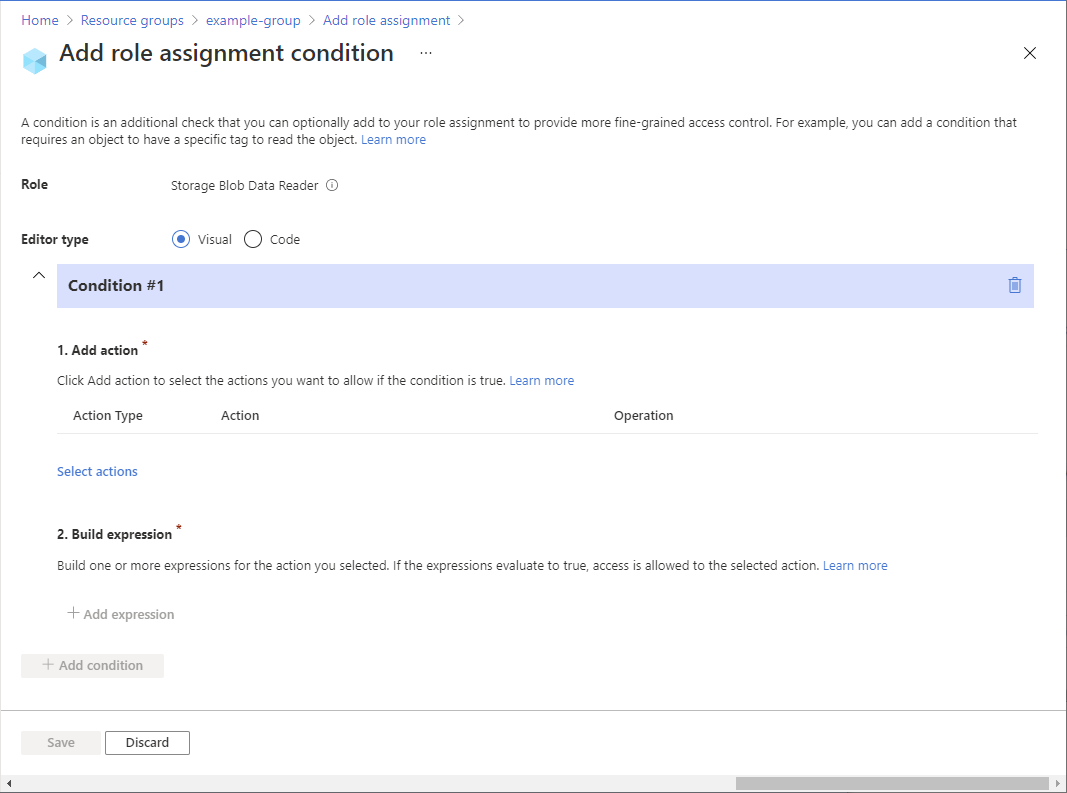 Home > Resource groups > example-group > Add role assignment >
Add role assignment condition ...
A condition is an additional check that you can optionally add to your role assignment to provide more fine-grained access control. For example, you can add a condition that
requires an object to have a specific tag to read the object. Learn more
Role Storage Blob Data Reader
Editor type Visual Code
Condition #1
1. Add action *
Click Add action to select the actions you want to allow if the condition is true. Learn more
Action Type Action Operation
Select actions
2. Build expression *
Build one or more expressions for the action you selected. If the expressions evaluate to true, access is allowed to the selected action. Learn more
+ Add expression
+ Add condition
Save Discard